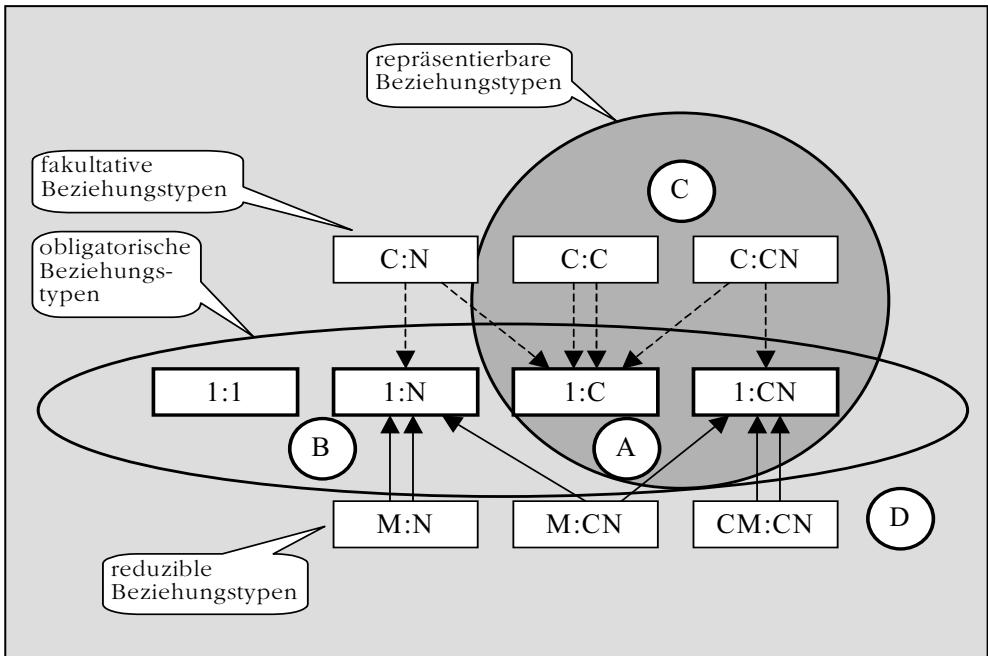 repräsentierbare
Beziehungstypen
C
fakultative
Beziehungstypen
obligatorische
Beziehungs-
typen
C:N
C:C
C:CN
1:1
1:N
1:C
1:CN
B
A
M:N
M:CN
CM:CN
D
reduzible
Beziehungstypen